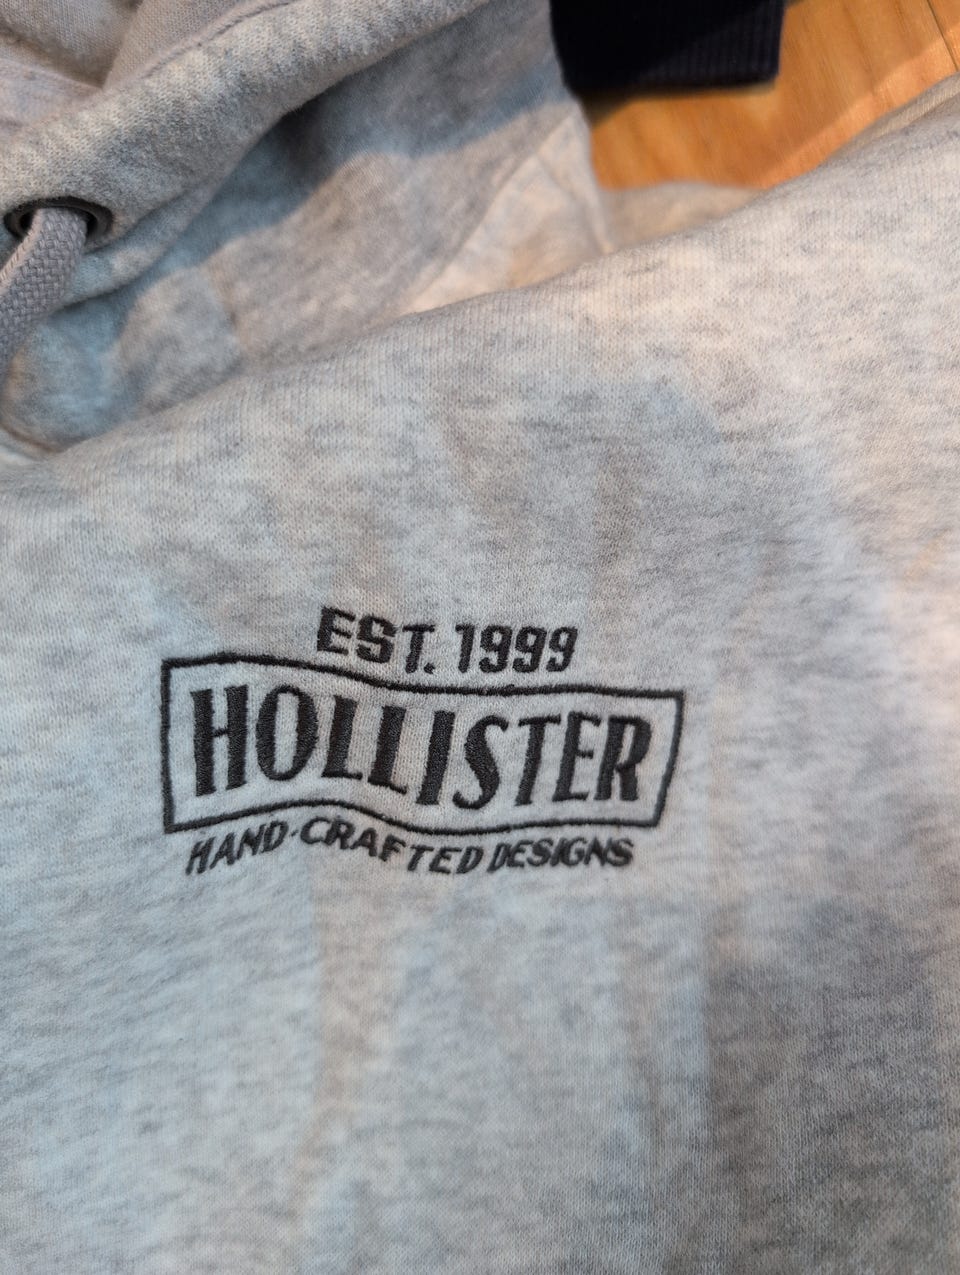 EST. 1999
HOLLISTER
HAND-CRAFTED DESIGNS